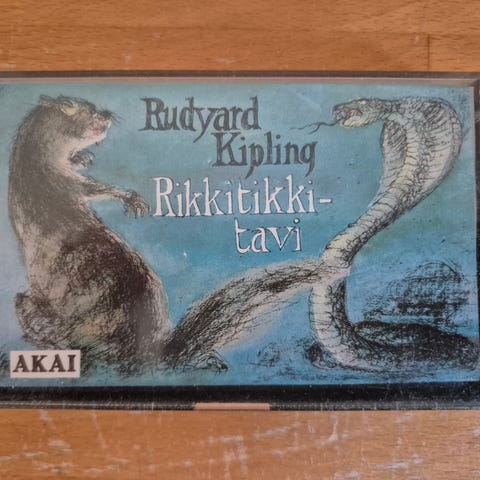 Rudyard
Kipling
Rikkitikki-
tavi
AKAI